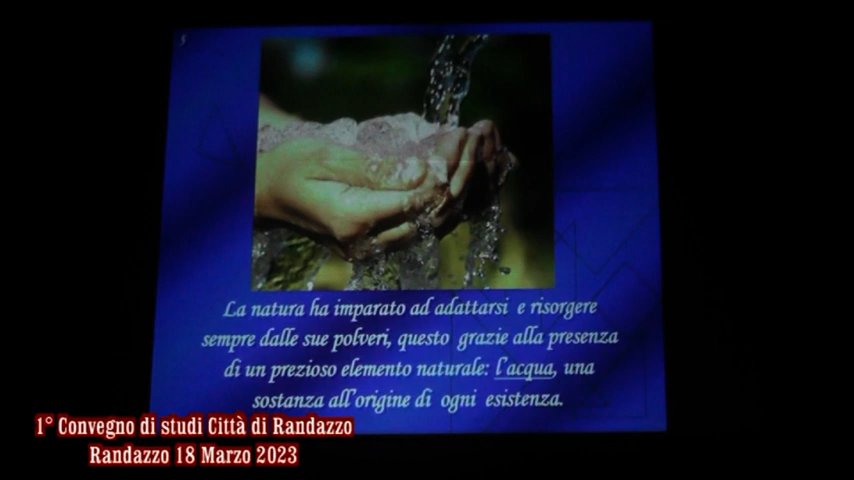 5
La natura ha imparato ad adattarsi e risorgere
sempre dalle sue polveri, questo grazie alla presenza
di un prezioso elemento naturale: l'acqua, una
sostanza all'origine di ogni esistenza.
1° Convegno di studi Città di Randazzo
Randazzo 18 Marzo 2023